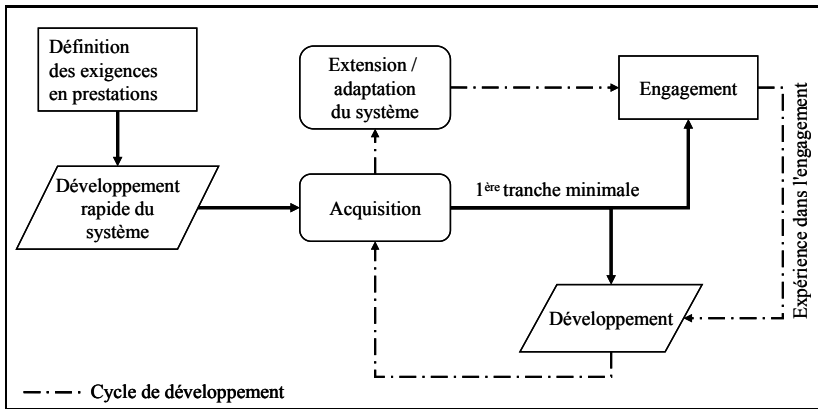 Définition
des exigences
en prestations
Extension /
adaptation
du système
Engagement
Développement
rapide du
système
Acquisition
1ère tranche minimale
Développement
Expérience dans l'engagement
Cycle de développement